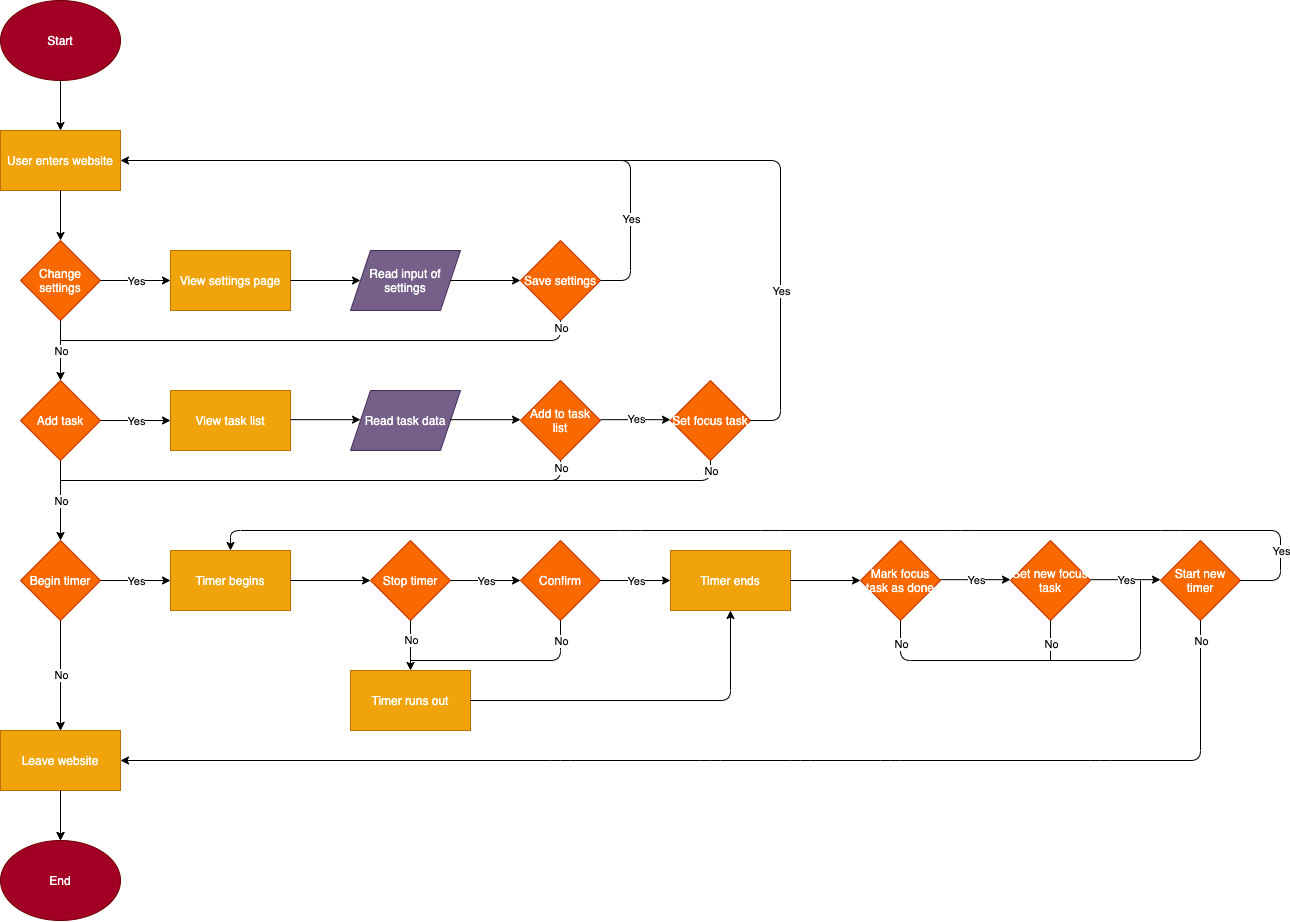 Start
User enters website
Yes
Change
settings
Yes
View settings page
Read input of
settings
Save settings
Yes
No
No
Add task
Yes
View task list
Read task data
Add to task
list
Yes
Set focus task
No
No
No
Yes
Begin timer
Yes
Timer begins
Stop timer
Yes
Confirm
Yes
Timer ends
Mark focus
task as done
Yes
Set new focus
task
Yes
Start new
timer
No
No
No
No
No
No
Timer runs out
Leave website
End